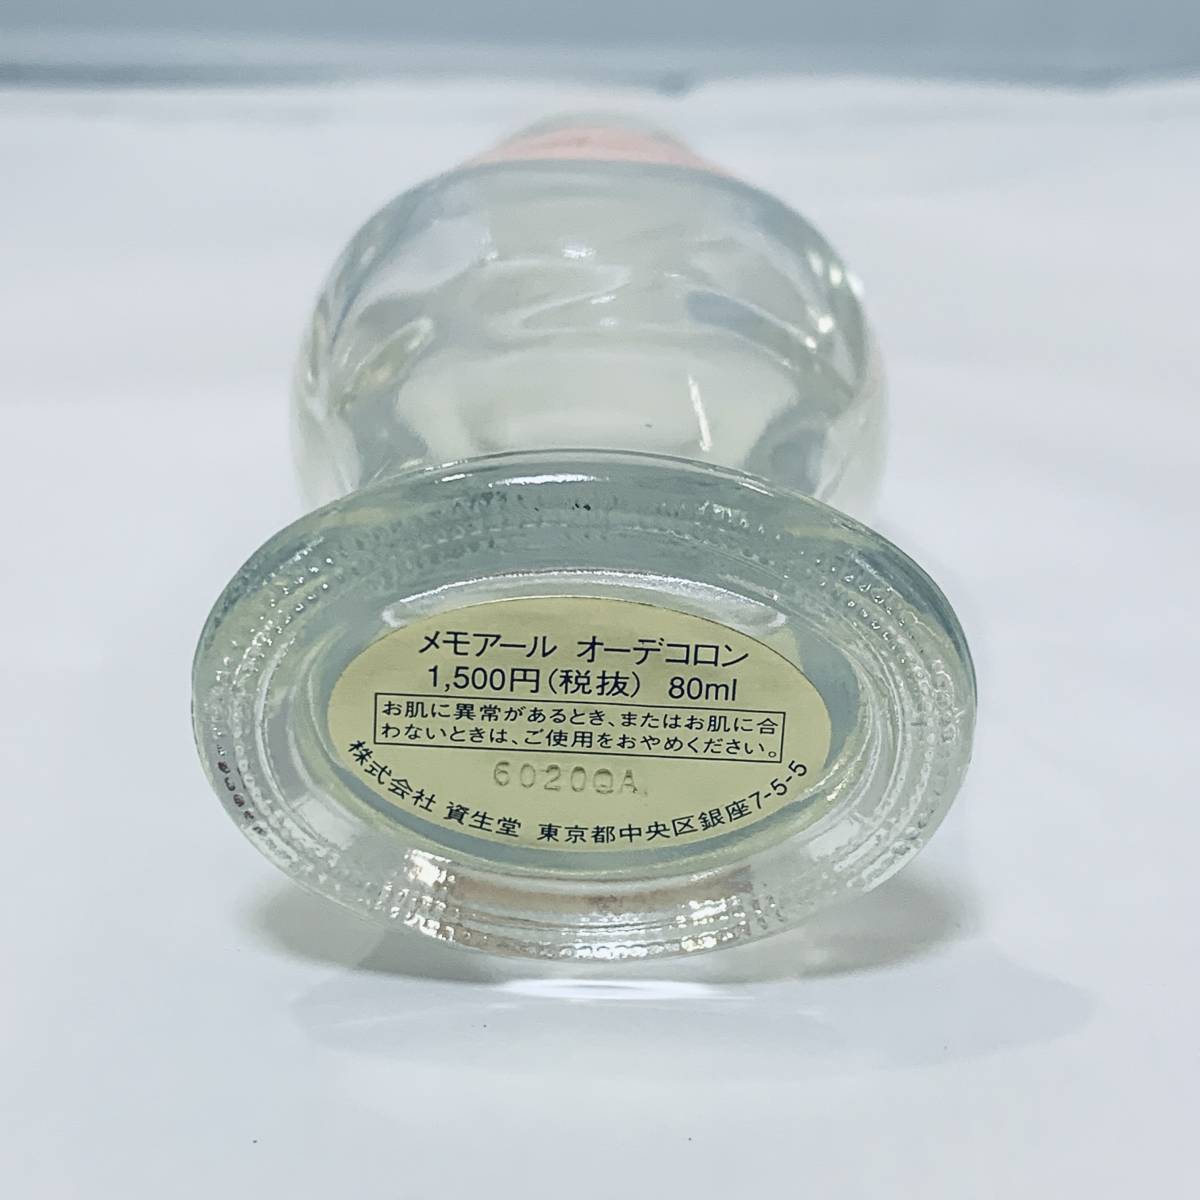 メモアール オーデコロン
1,500円(税抜) 80ml
お肌に異常があるとき、またはお肌に合
わないときは、ご使用をおやめください。
6020QA
株式会社 資生堂 東京都中央区銀座7-5-5